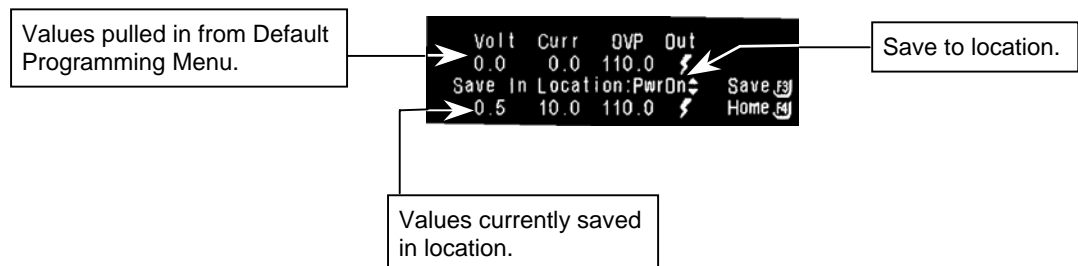 Values pulled in from Default
Programming Menu.
Volt Curr OVP Out
0.0 0.0 110.0
Save In Location:PwrOn Save F3
0.5 10.0 110.0 Home F4
Save to location.
Values currently saved
in location.